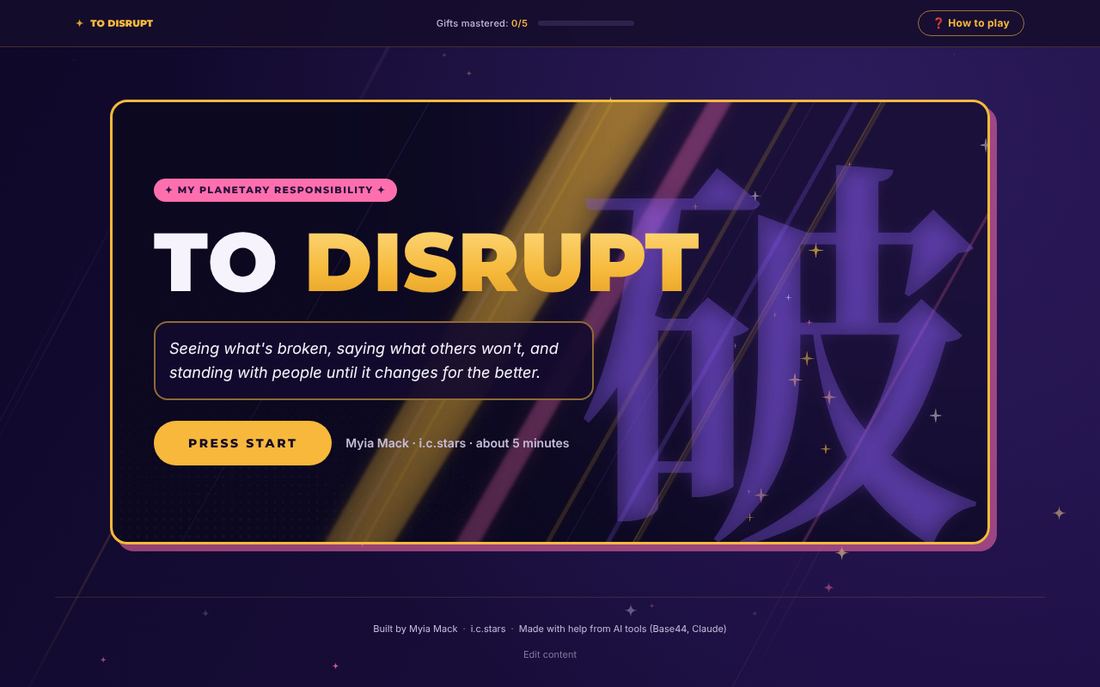 ✦ TO DISRUPT
Gifts mastered: 0/5
❓ How to play
✦ MY PLANETARY RESPONSIBILITY ✦
TO DISRUPT
破
Seeing what's broken, saying what others won't, and
standing with people until it changes for the better.
PRESS START
Myia Mack · i.c.stars · about 5 minutes
Built by Myia Mack · i.c.stars · Made with help from AI tools (Base44, Claude)
Edit content